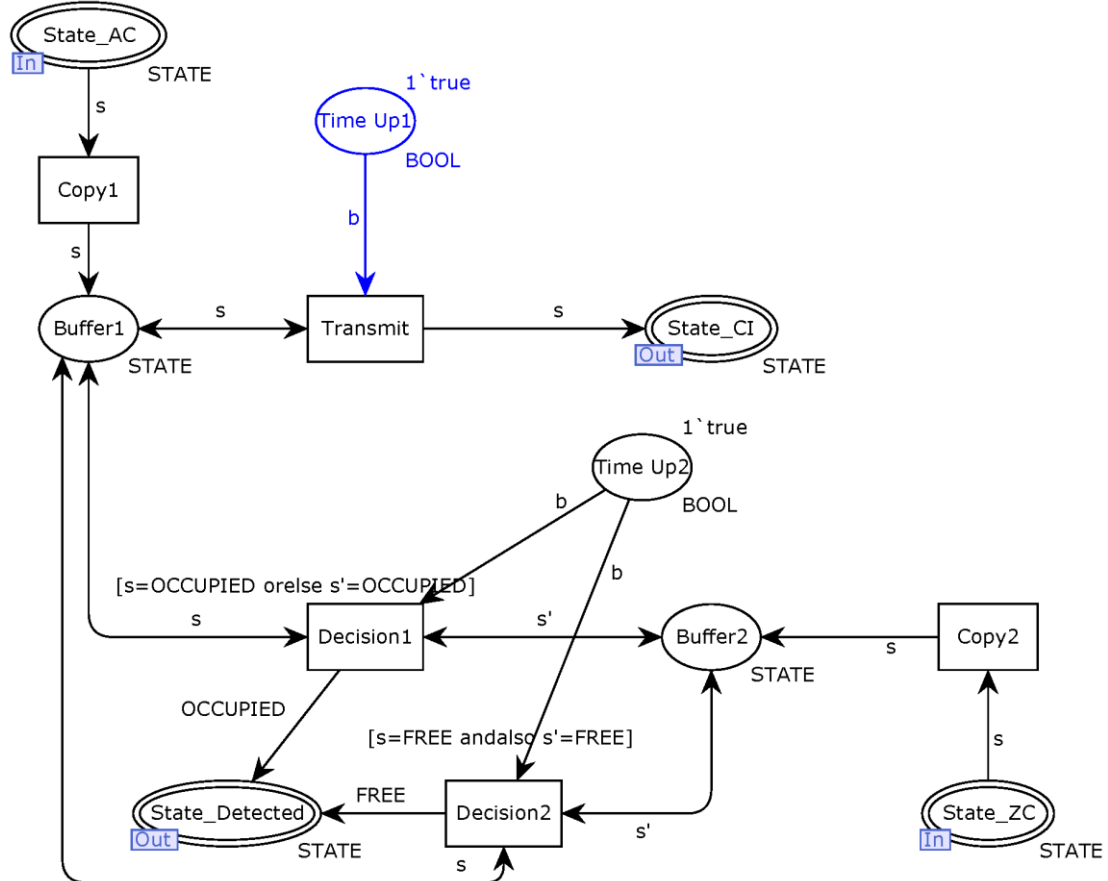 State_AC
In
STATE
s
1`true
Time Up1
BOOL
Copy1
b
s
Buffer1
STATE
s
Transmit
s
State_CI
Out
STATE
1`true
Time Up2
BOOL
b
b
[s=OCCUPIED orelse s'=OCCUPIED]
s
Decision1
s'
Buffer2
STATE
s
Copy2
OCCUPIED
[s=FREE andalso s'=FREE]
s
State_Detected
Out
STATE
FREE
Decision2
s'
s
State_ZC
In
STATE